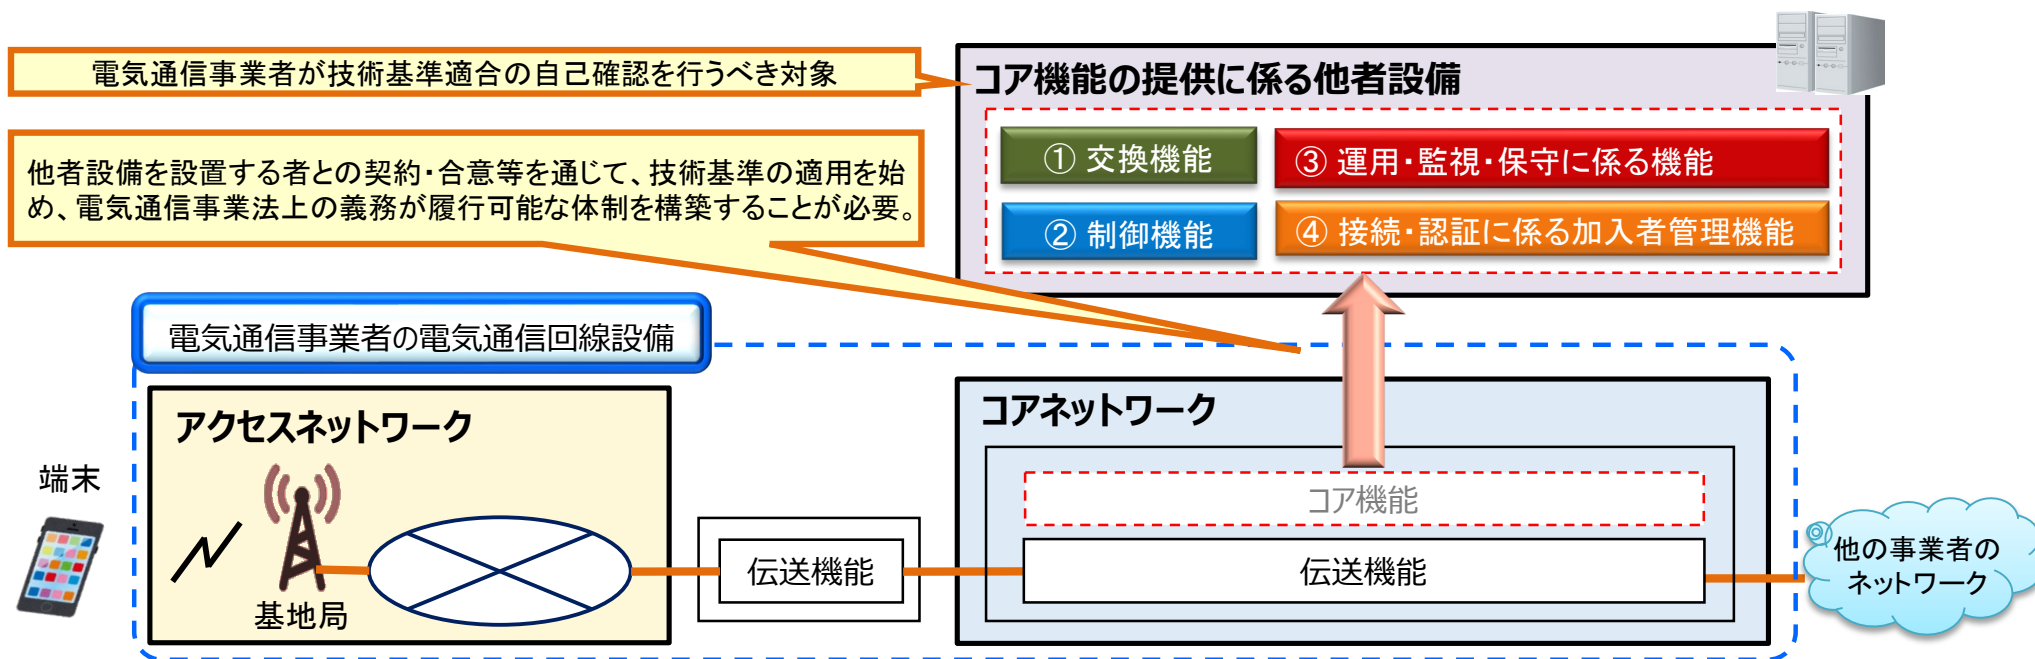 電気通信事業者が技術基準適合の自己確認を行うべき対象
他者設備を設置する者との契約・合意等を通じて、技術基準の適用を始
め、電気通信事業法上の義務が履行可能な体制を構築することが必要。
コア機能の提供に係る他者設備
① 交換機能
③ 運用・監視・保守に係る機能
② 制御機能
④ 接続・認証に係る加入者管理機能
電気通信事業者の電気通信回線設備
アクセスネットワーク
コアネットワーク
端末
基地局
伝送機能
コア機能
伝送機能
他の事業者の
ネットワーク